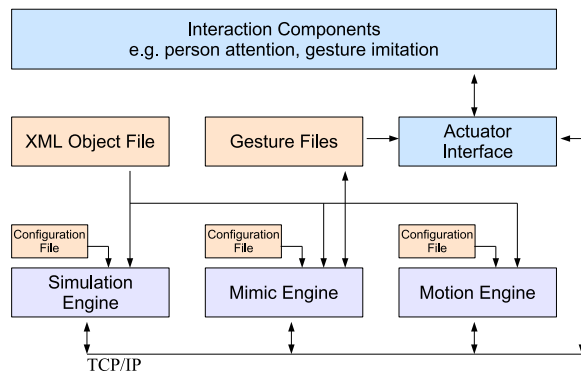 Interaction Components
e.g. person attention, gesture imitation
XML Object File
Gesture Files
Actuator
Interface
Configuration
File
Configuration
File
Configuration
File
Simulation
Engine
Mimic Engine
Motion Engine
TCP/IP